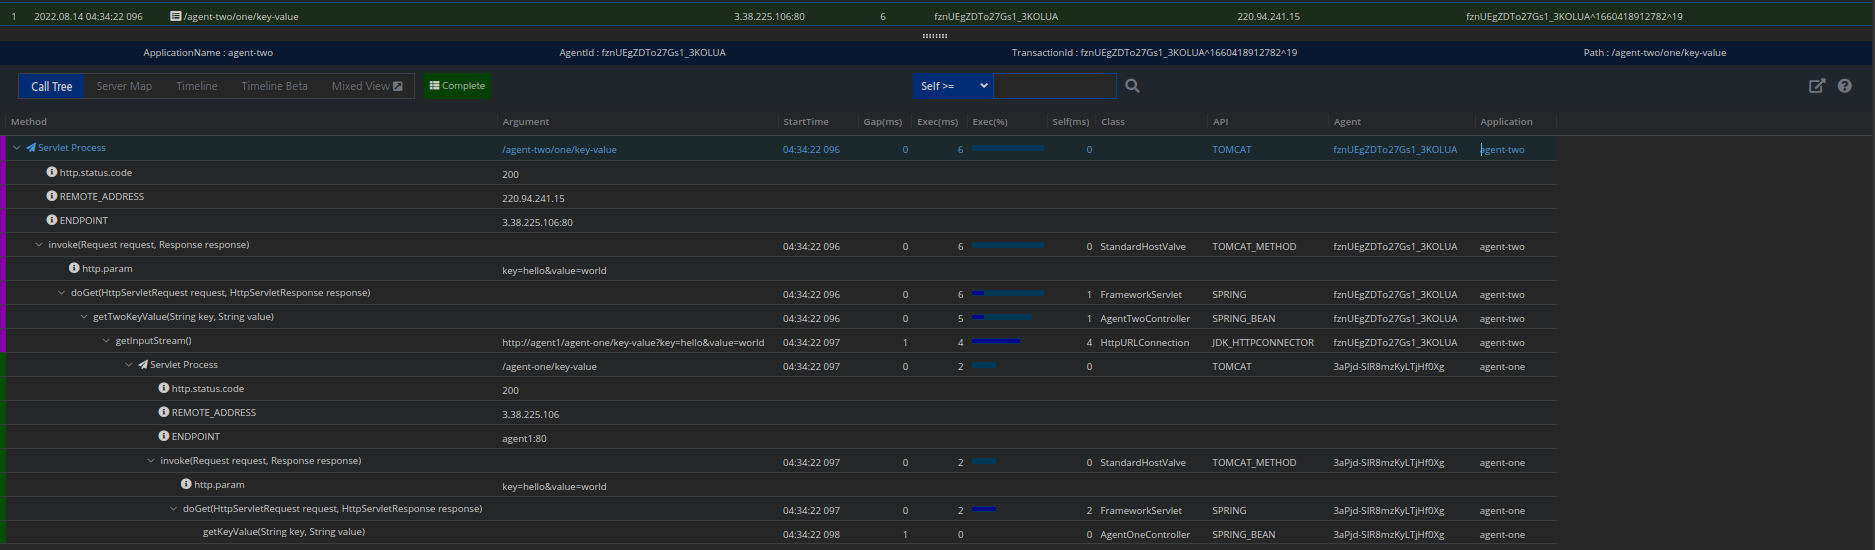 1 2022.08.14 04:34:22 096 /agent-two/one/key-value 3.38.225.106:80 6 fznUEgZDTo27Gs1_3KOLUA 220.94.241.15 fznUEgZDTo27Gs1_3KOLUA^1660418912782^19
ApplicationName : agent-two AgentId : fznUEgZDTo27Gs1_3KOLUA TransactionId : fznUEgZDTo27Gs1_3KOLUA^1660418912782^19 Path : /agent-two/one/key-value
Call Tree Server Map Timeline Timeline Beta Mixed View Complete Self >=
Method Argument StartTime Gap(ms) Exec(ms) Exec(%) Self(ms) Class API Agent Application
Servlet Process /agent-two/one/key-value 04:34:22 096 0 6 0 TOMCAT fznUEgZDTo27Gs1_3KOLUA agent-two
http.status.code 200
REMOTE_ADDRESS 220.94.241.15
ENDPOINT 3.38.225.106:80
invoke(Request request, Response response) 04:34:22 096 0 6 0 StandardHostValve TOMCAT_METHOD fznUEgZDTo27Gs1_3KOLUA agent-two
http.param key=hello&value=world
doGet(HttpServletRequest request, HttpServletResponse response) 04:34:22 096 0 6 1 FrameworkServlet SPRING fznUEgZDTo27Gs1_3KOLUA agent-two
getTwoKeyValue(String key, String value) 04:34:22 096 0 5 1 AgentTwoController SPRING_BEAN fznUEgZDTo27Gs1_3KOLUA agent-two
getInputStream() http://agent1/agent-one/key-value?key=hello&value=world 04:34:22 097 1 4 4 HttpURLConnection JDK_HTTPCONNECTOR fznUEgZDTo27Gs1_3KOLUA agent-two
Servlet Process /agent-one/key-value 04:34:22 097 0 2 0 TOMCAT 3aPjd-SIR8mzKyLTjHf0Xg agent-one
http.status.code 200
REMOTE_ADDRESS 3.38.225.106
ENDPOINT agent1:80
invoke(Request request, Response response) 04:34:22 097 0 2 0 StandardHostValve TOMCAT_METHOD 3aPjd-SIR8mzKyLTjHf0Xg agent-one
http.param key=hello&value=world
doGet(HttpServletRequest request, HttpServletResponse response) 04:34:22 097 0 2 2 FrameworkServlet SPRING 3aPjd-SIR8mzKyLTjHf0Xg agent-one
getKeyValue(String key, String value) 04:34:22 098 1 0 0 AgentOneController SPRING_BEAN 3aPjd-SIR8mzKyLTjHf0Xg agent-one